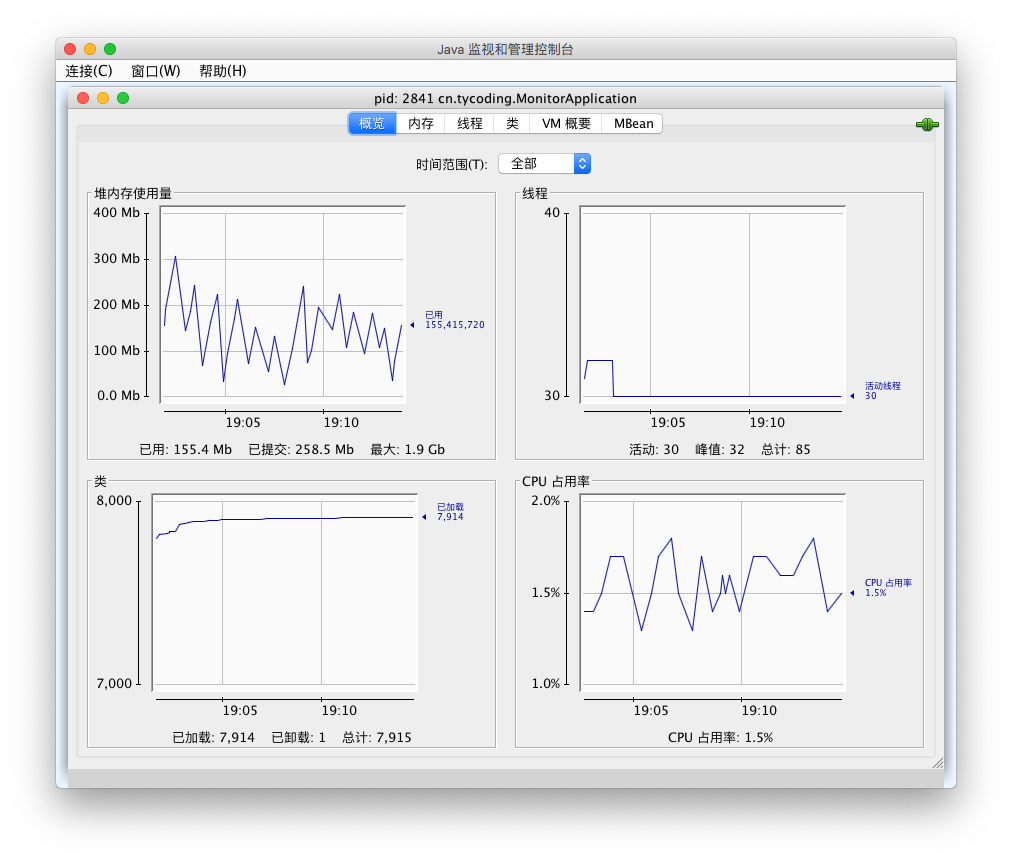 Java 监视和管理控制台
连接(C) 窗口(W) 帮助(H)
pid: 2841 cn.tycoding.MonitorApplication
概览 内存 线程 类 VM 概要 MBean
时间范围(T): 全部
堆内存使用量
400 Mb
300 Mb
200 Mb
100 Mb
0.0 Mb
已用
155,415,720
19:05 19:10
已用: 155.4 Mb 已提交: 258.5 Mb 最大: 1.9 Gb
线程
40
30
活动线程
30
19:05 19:10
活动: 30 峰值: 32 总计: 85
类
8,000
7,000
已加载
7,914
19:05 19:10
已加载: 7,914 已卸载: 1 总计: 7,915
CPU 占用率
2.0%
1.5%
1.0%
CPU 占用率
1.5%
19:05 19:10
CPU 占用率: 1.5%